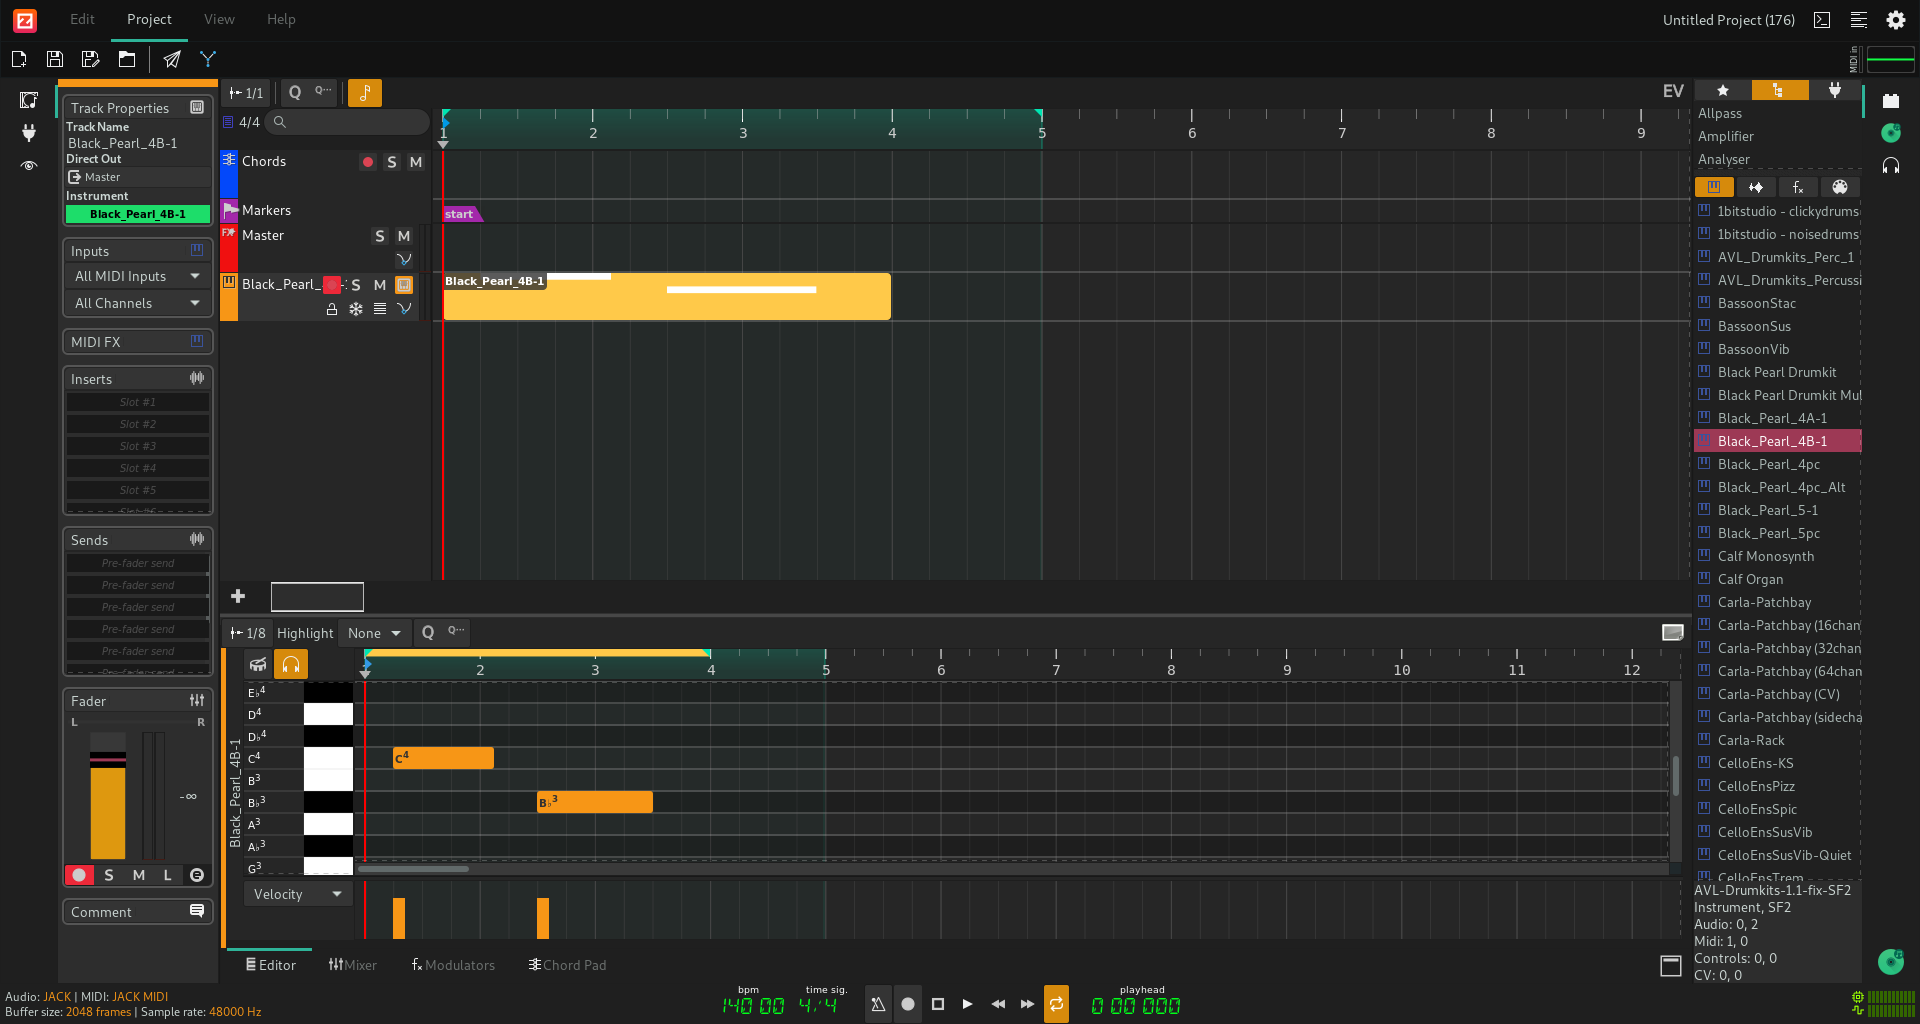 Edit Project View Help
Untitled Project (176)
MIDI in
Track Properties
Track Name
Black_Pearl_4B-1
Direct Out
Master
Instrument
Black_Pearl_4B-1
Inputs
All MIDI Inputs
All Channels
MIDI FX
Inserts
Slot #1
Slot #2
Slot #3
Slot #4
Slot #5
Slot #6
Sends
Pre-fader send
Pre-fader send
Pre-fader send
Pre-fader send
Pre-fader send
Pre-fader send
Fader
L R
-∞
S M L
Comment
1/1 Q Q
EV
4/4
1 2 3 4 5 6 7 8 9
Chords S M
Markers
start
Master S M
FX
Black_Pearl_ S M
Black_Pearl_4B-1
1/8 Highlight None Q Q
1 2 3 4 5 6 7 8 9 10 11 12
Black_Pearl_4B-1
E♭4
D4
D♭4
C4
C4
B3
B♭3
B♭3
A3
A♭3
G3
Velocity
Editor Mixer Modulators Chord Pad
Allpass
Amplifier
Analyser
1bitstudio - clickydrums
1bitstudio - noisedrums
AVL_Drumkits_Perc_1
AVL_Drumkits_Percussi
BassoonStac
BassoonSus
BassoonVib
Black Pearl Drumkit
Black Pearl Drumkit Mul
Black_Pearl_4A-1
Black_Pearl_4B-1
Black_Pearl_4pc
Black_Pearl_4pc_Alt
Black_Pearl_5-1
Black_Pearl_5pc
Calf Monosynth
Calf Organ
Carla-Patchbay
Carla-Patchbay (16chan
Carla-Patchbay (32chan
Carla-Patchbay (64chan
Carla-Patchbay (CV)
Carla-Patchbay (sidecha
Carla-Rack
CelloEns-KS
CelloEnsPizz
CelloEnsSpic
CelloEnsSusVib
CelloEnsSusVib-Quiet
CelloEnsTrem
AVL-Drumkits-1.1-fix-SF2
Instrument, SF2
Audio: 0, 2
Midi: 1, 0
Controls: 0, 0
CV: 0, 0
Audio: JACK | MIDI: JACK MIDI
Buffer size: 2048 frames | Sample rate: 48000 Hz
bpm time sig. playhead
140 00 4/4 0 00 000